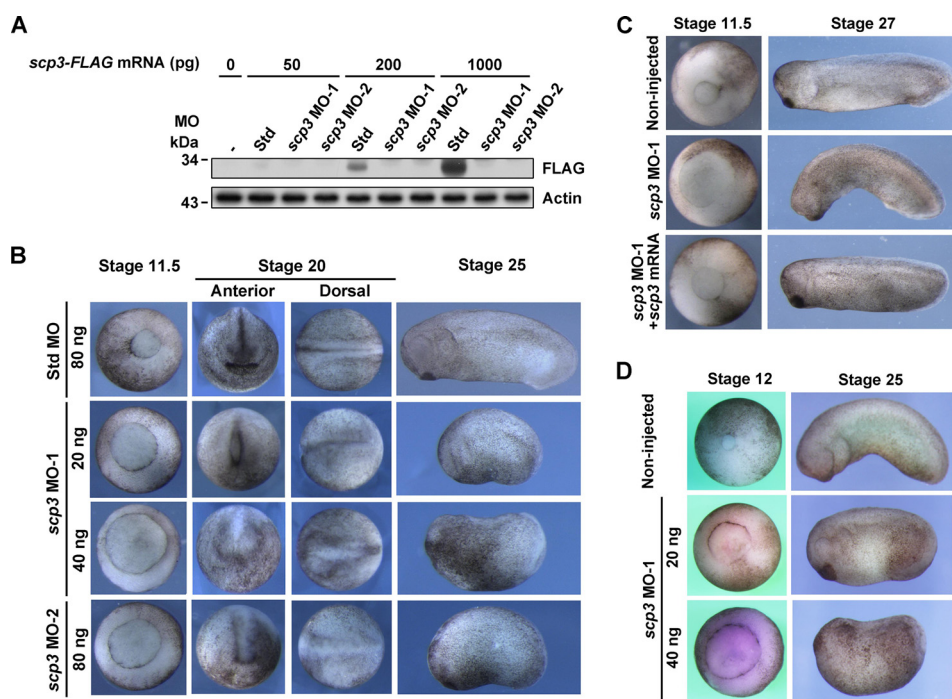 A
scp3-FLAG mRNA (pg) 0 50 200 1000
MO - Std scp3 MO-1 scp3 MO-2 Std scp3 MO-1 scp3 MO-2 Std scp3 MO-1 scp3 MO-2
kDa
34 FLAG
43 Actin
B
Stage 11.5 Stage 20 Stage 25
Anterior Dorsal
Std MO
80 ng
scp3 MO-1
20 ng
40 ng
scp3 MO-2
80 ng
C
Stage 11.5 Stage 27
Non-injected
scp3 MO-1
scp3 MO-1
+scp3 mRNA
D
Stage 12 Stage 25
Non-injected
scp3 MO-1
20 ng
40 ng